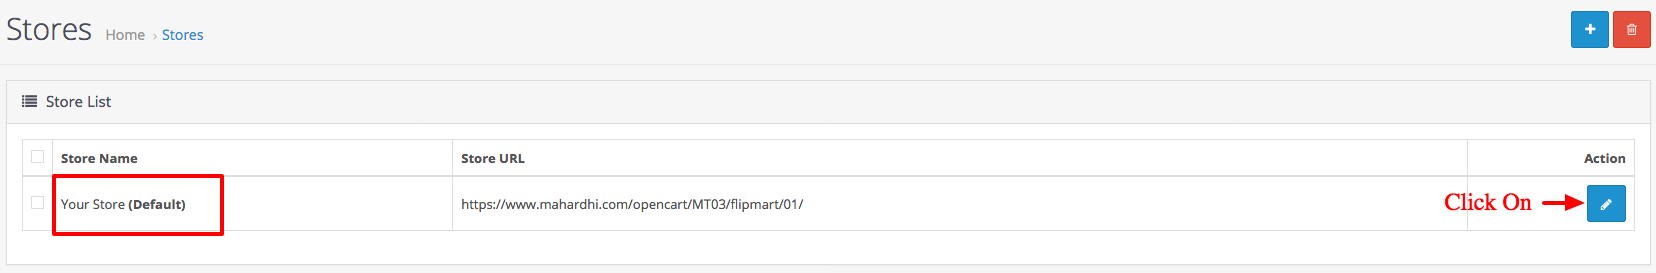 Stores Home › Stores
Store List
Store Name Store URL Action
Your Store (Default) https://www.mahardhi.com/opencart/MT03/flipmart/01/ Click On